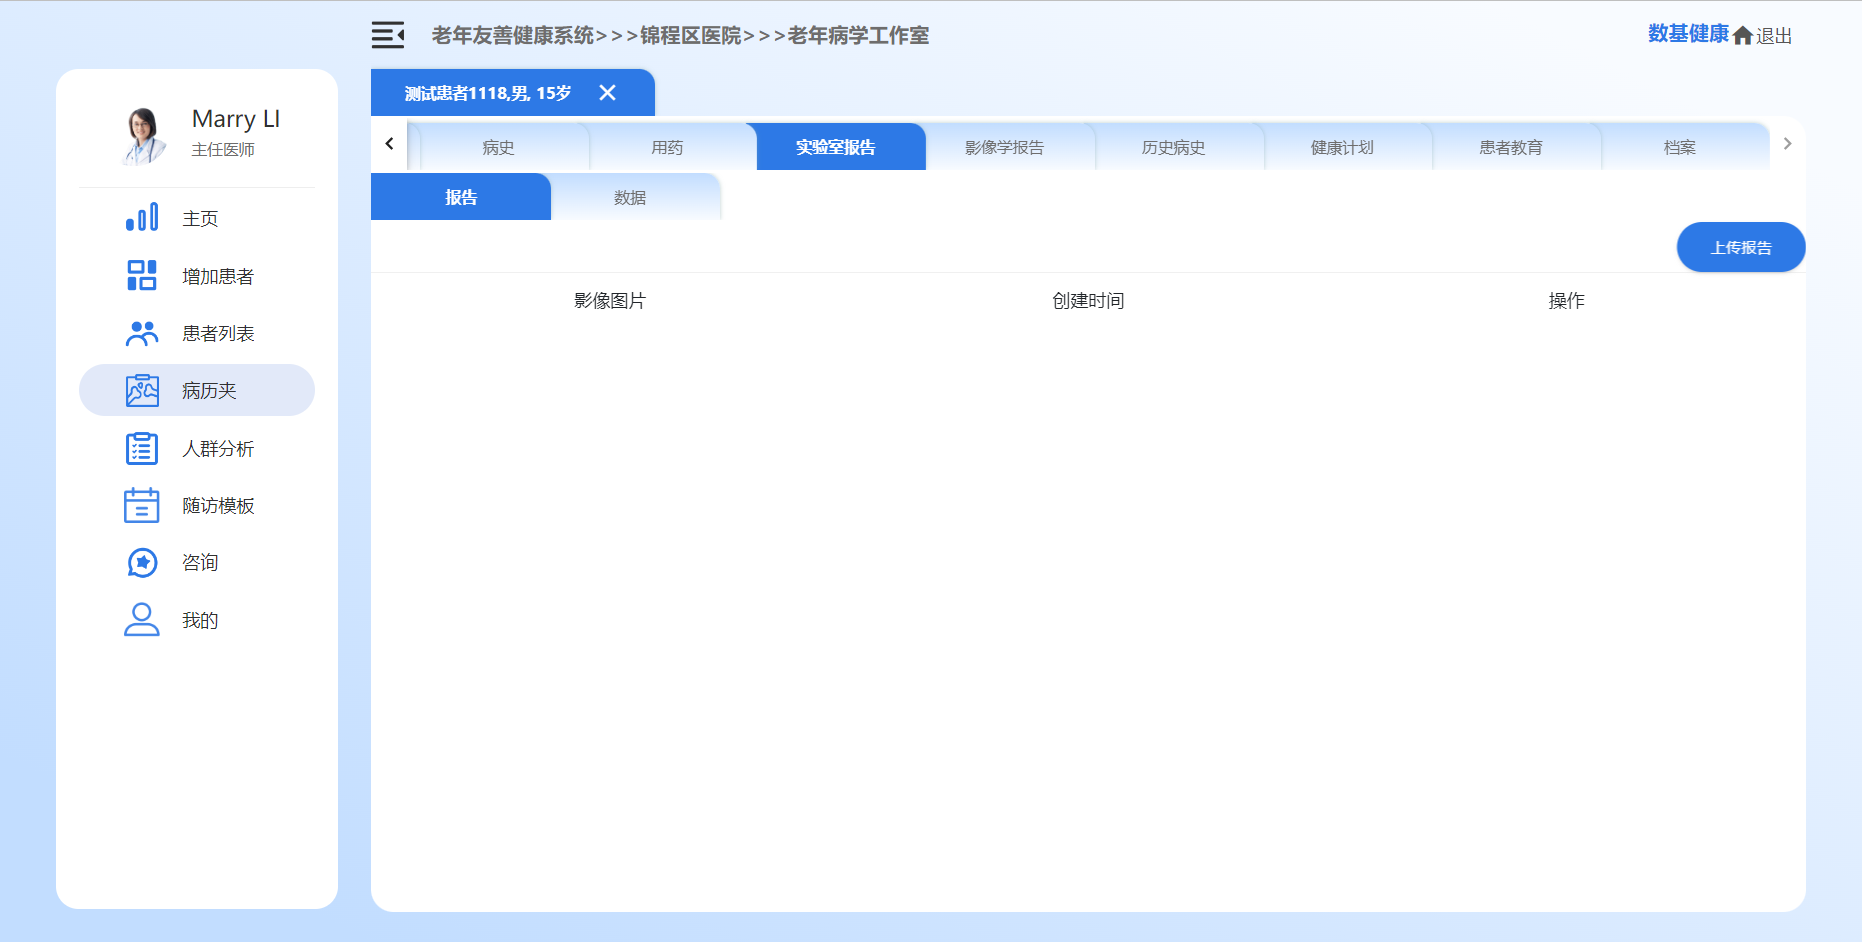 老年友善健康系统>>>锦程区医院>>>老年病学工作室
数基健康 退出
Marry LI
主任医师
主页
增加患者
患者列表
病历夹
人群分析
随访模板
咨询
我的
测试患者1118,男, 15岁
病史 用药 实验室报告 影像学报告 历史病史 健康计划 患者教育 档案
报告 数据
上传报告
影像图片 创建时间 操作